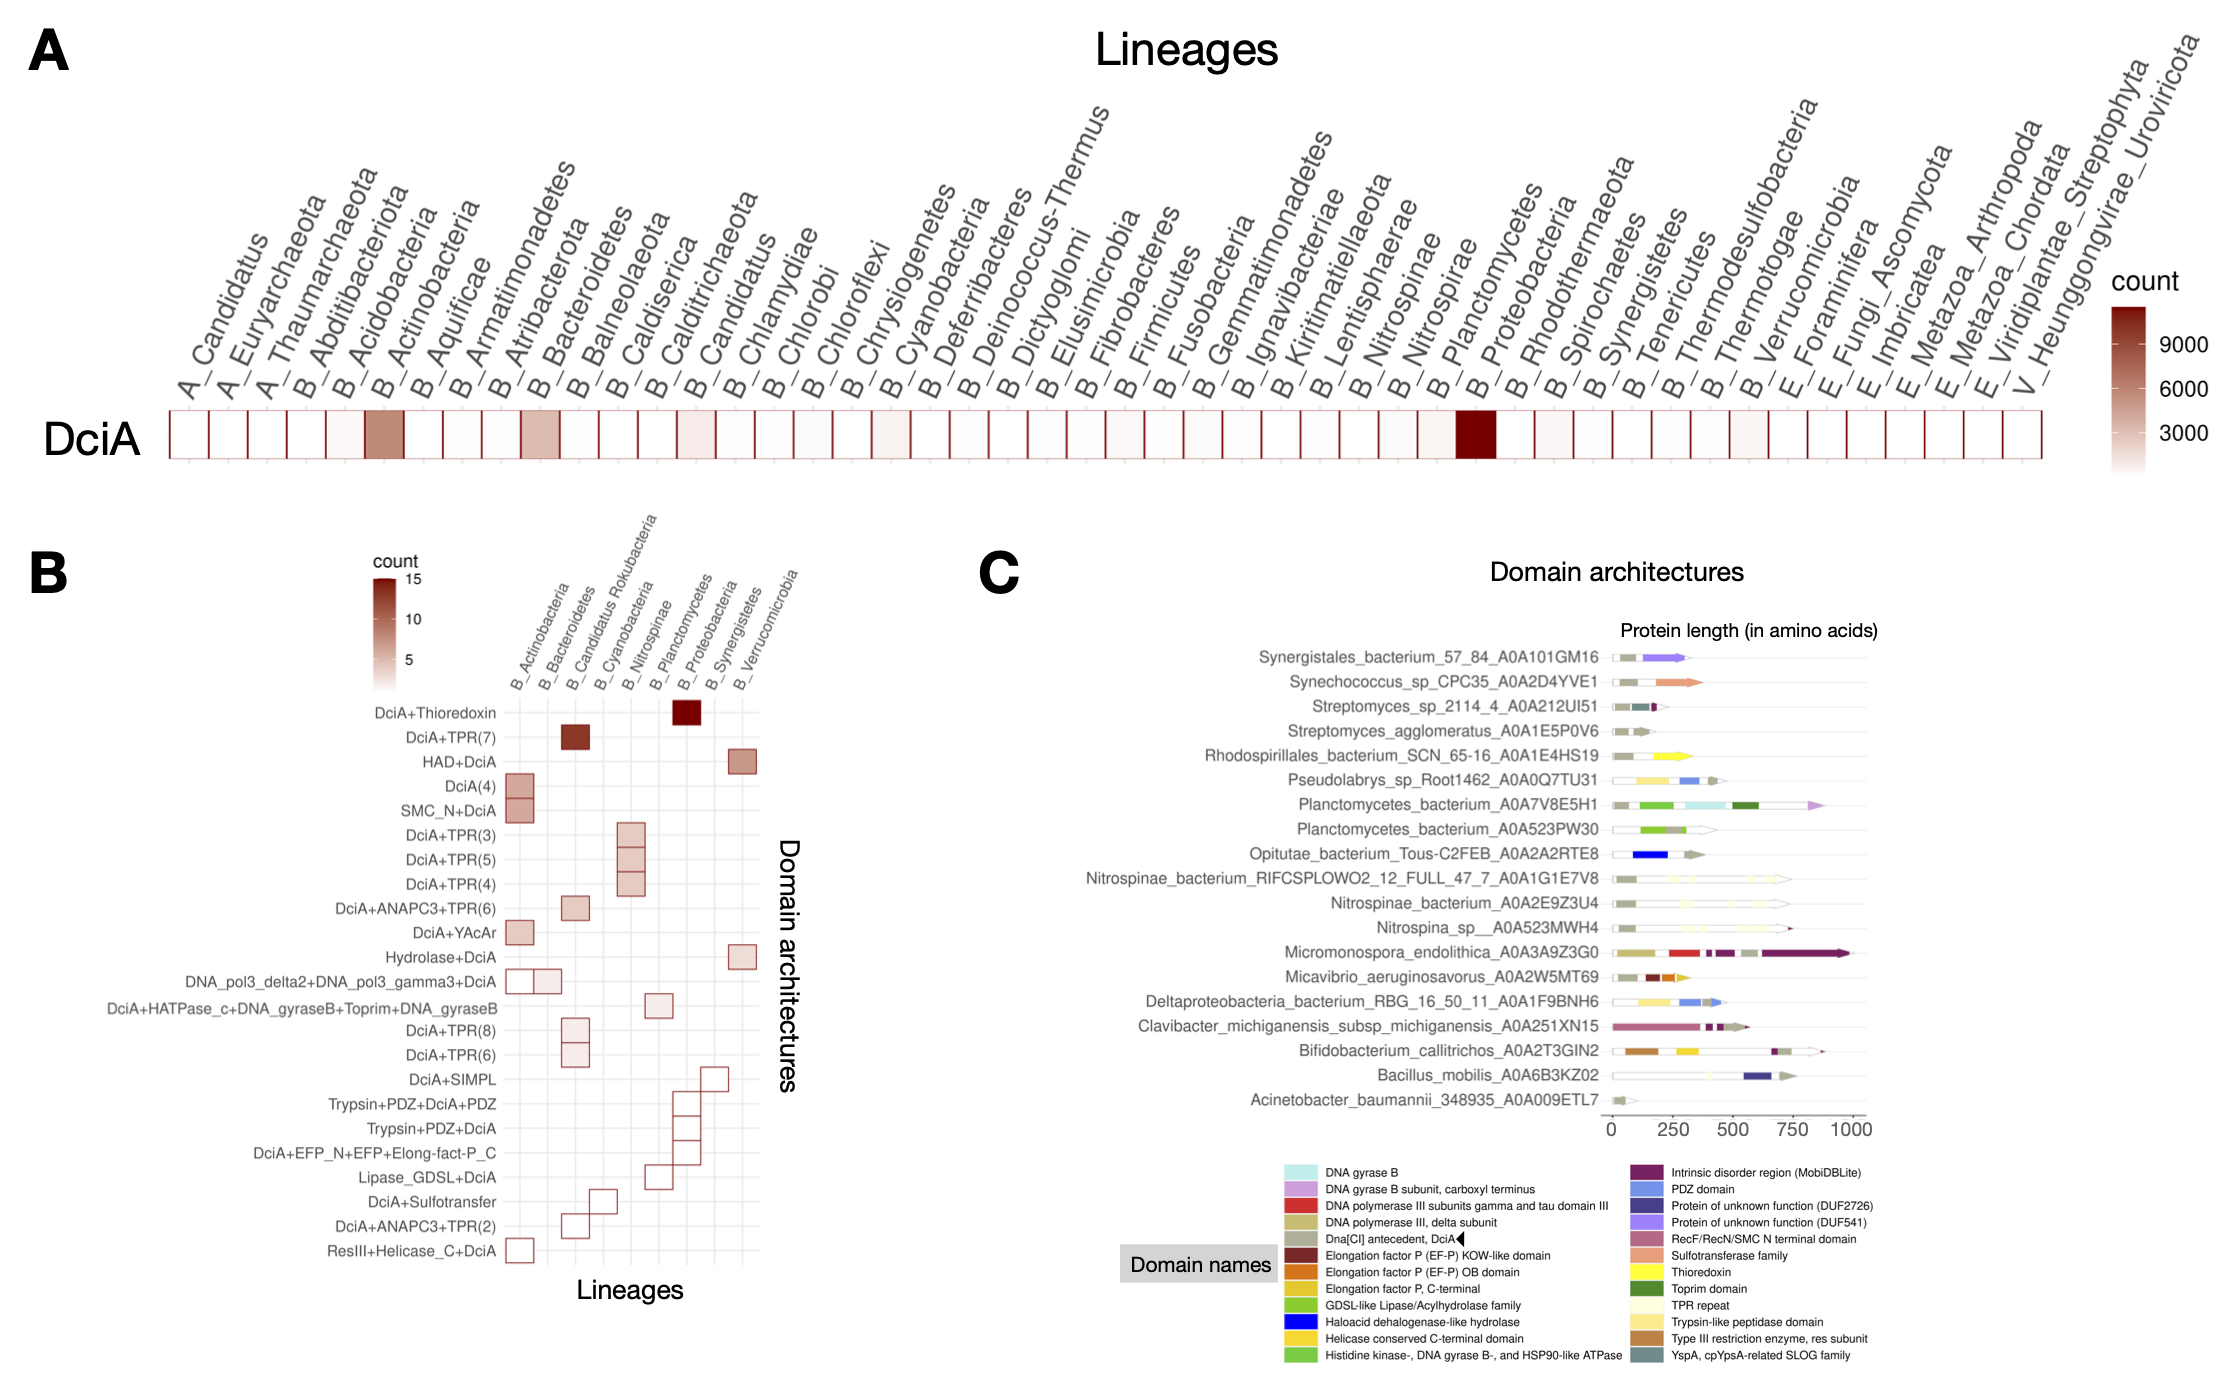 A
Lineages
A_Candidatus
A_Euryarchaeota
A_Thaumarchaeota
B_Abditibacteriota
B_Acidobacteria
B_Actinobacteria
B_Aquificae
B_Armatimonadetes
B_Atribacterota
B_Bacteroidetes
B_Balneolaeota
B_Caldiserica
B_Calditrichaeota
B_Candidatus
B_Chlamydiae
B_Chlorobi
B_Chloroflexi
B_Chrysiogenetes
B_Cyanobacteria
B_Deferribacteres
B_Deinococcus-Thermus
B_Dictyoglomi
B_Elusimicrobia
B_Fibrobacteres
B_Firmicutes
B_Fusobacteria
B_Gemmatimonadetes
B_Ignavibacteriae
B_Kiritimatiellaeota
B_Lentisphaerae
B_Nitrospinae
B_Nitrospirae
B_Planctomycetes
B_Proteobacteria
B_Rhodothermaeota
B_Spirochaetes
B_Synergistetes
B_Tenericutes
B_Thermodesulfobacteria
B_Thermotogae
B_Verrucomicrobia
E_Foraminifera
E_Fungi_Ascomycota
E_Imbricatea
E_Metazoa_Arthropoda
E_Metazoa_Chordata
E_Viridiplantae_Streptophyta
V_Heunggongvirae_Uroviricota
DciA
count
9000
6000
3000
B
count
15
10
5
B_Actinobacteria
B_Bacteroidetes
B_Candidatus Rokubacteria
B_Cyanobacteria
B_Nitrospinae
B_Planctomycetes
B_Proteobacteria
B_Synergistetes
B_Verrucomicrobia
DciA+Thioredoxin
DciA+TPR(7)
HAD+DciA
DciA(4)
SMC_N+DciA
DciA+TPR(3)
DciA+TPR(5)
DciA+TPR(4)
DciA+ANAPC3+TPR(6)
DciA+YAcAr
Hydrolase+DciA
DNA_pol3_delta2+DNA_pol3_gamma3+DciA
DciA+HATPase_c+DNA_gyraseB+Toprim+DNA_gyraseB
DciA+TPR(8)
DciA+TPR(6)
DciA+SIMPL
Trypsin+PDZ+DciA+PDZ
Trypsin+PDZ+DciA
DciA+EFP_N+EFP+Elong-fact-P_C
Lipase_GDSL+DciA
DciA+Sulfotransfer
DciA+ANAPC3+TPR(2)
ResIII+Helicase_C+DciA
Lineages
Domain architectures
C
Domain architectures
Protein length (in amino acids)
Synergistales_bacterium_57_84_A0A101GM16
Synechococcus_sp_CPC35_A0A2D4YVE1
Streptomyces_sp_2114_4_A0A212UI51
Streptomyces_agglomeratus_A0A1E5P0V6
Rhodospirillales_bacterium_SCN_65-16_A0A1E4HS19
Pseudolabrys_sp_Root1462_A0A0Q7TU31
Planctomycetes_bacterium_A0A7V8E5H1
Planctomycetes_bacterium_A0A523PW30
Opitutae_bacterium_Tous-C2FEB_A0A2A2RTE8
Nitrospinae_bacterium_RIFCSPLOWO2_12_FULL_47_7_A0A1G1E7V8
Nitrospinae_bacterium_A0A2E9Z3U4
Nitrospina_sp__A0A523MWH4
Micromonospora_endolithica_A0A3A9Z3G0
Micavibrio_aeruginosavorus_A0A2W5MT69
Deltaproteobacteria_bacterium_RBG_16_50_11_A0A1F9BNH6
Clavibacter_michiganensis_subsp_michiganensis_A0A251XN15
Bifidobacterium_callitrichos_A0A2T3GIN2
Bacillus_mobilis_A0A6B3KZ02
Acinetobacter_baumannii_348935_A0A009ETL7
0 250 500 750 1000
Domain names
DNA gyrase B
DNA gyrase B subunit, carboxyl terminus
DNA polymerase III subunits gamma and tau domain III
DNA polymerase III, delta subunit
Dna[CI] antecedent, DciA
Elongation factor P (EF-P) KOW-like domain
Elongation factor P (EF-P) OB domain
Elongation factor P, C-terminal
GDSL-like Lipase/Acylhydrolase family
Haloacid dehalogenase-like hydrolase
Helicase conserved C-terminal domain
Histidine kinase-, DNA gyrase B-, and HSP90-like ATPase
Intrinsic disorder region (MobiDBLite)
PDZ domain
Protein of unknown function (DUF2726)
Protein of unknown function (DUF541)
RecF/RecN/SMC N terminal domain
Sulfotransferase family
Thioredoxin
Toprim domain
TPR repeat
Trypsin-like peptidase domain
Type III restriction enzyme, res subunit
YspA, cpYpsA-related SLOG family